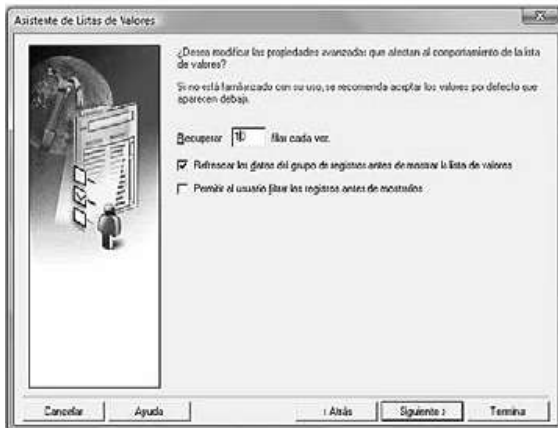 Asistente de Listas de Valores
¿Desea modificar las propiedades avanzadas que afectan al comportamiento de la lista
de valores?
Si no está familiarizado con su uso, se recomienda aceptar los valores por defecto que
aparecen debajo.
Recuperar 10 filas cada vez.
Refrescar los datos del grupo de registros antes de mostrar la lista de valores
Permitir al usuario filtrar los registros antes de mostrarlos
Cancelar Ayuda < Atrás Siguiente > Terminar